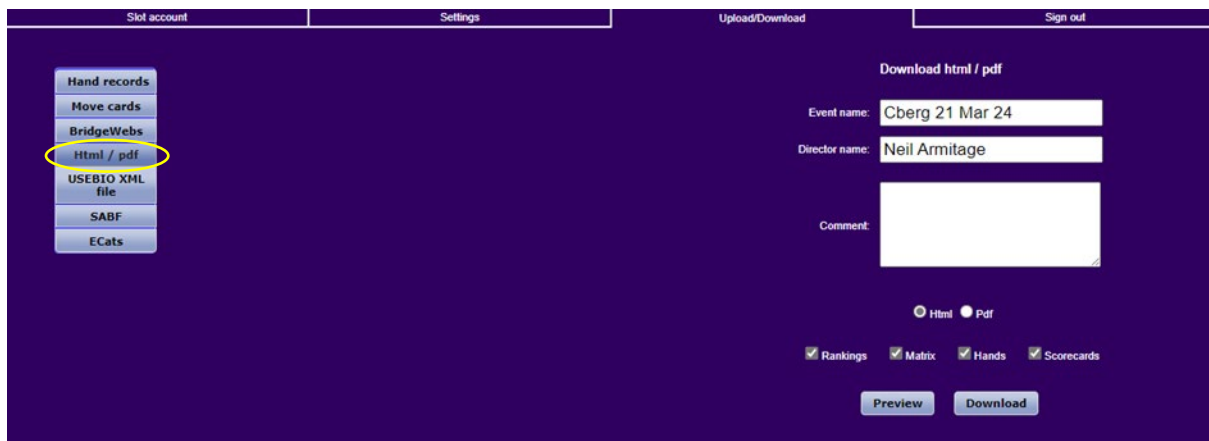 Slot account
Settings
Upload/Download
Sign out
Hand records
Move cards
BridgeWebs
Html / pdf
USEBIO XML
file
SABF
ECats
Download html / pdf
Event name: Cberg 21 Mar 24
Director name: Neil Armitage
Comment:
Html Pdf
Rankings Matrix Hands Scorecards
Preview Download